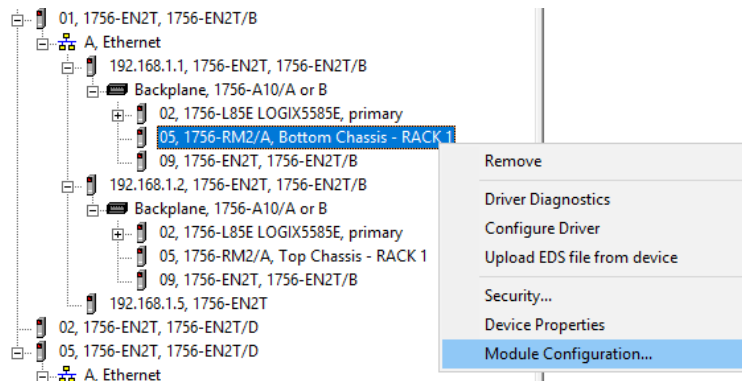 01, 1756-EN2T, 1756-EN2T/B
A, Ethernet
192.168.1.1, 1756-EN2T, 1756-EN2T/B
Backplane, 1756-A10/A or B
02, 1756-L85E LOGIX5585E, primary
05, 1756-RM2/A, Bottom Chassis - RACK 1
09, 1756-EN2T, 1756-EN2T/B
192.168.1.2, 1756-EN2T, 1756-EN2T/B
Backplane, 1756-A10/A or B
02, 1756-L85E LOGIX5585E, primary
05, 1756-RM2/A, Top Chassis - RACK 1
09, 1756-EN2T, 1756-EN2T/B
192.168.1.5, 1756-EN2T
02, 1756-EN2T, 1756-EN2T/D
05, 1756-EN2T, 1756-EN2T/D
A, Ethernet
Remove
Driver Diagnostics
Configure Driver
Upload EDS file from device
Security...
Device Properties
Module Configuration...